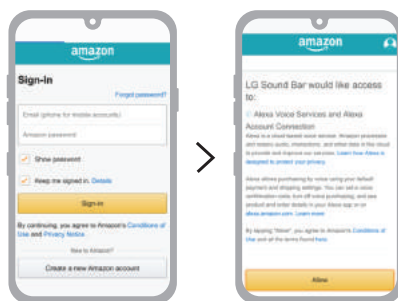 amazon
Sign-In
Forgot password?
Email (phone for mobile accounts)
Amazon password
Show password
Keep me signed in. Details
Sign-In
By continuing, you agree to Amazon's Conditions of
Use and Privacy Notice.
New to Amazon?
Create a new Amazon account
amazon
LG Sound Bar would like access
to:
Alexa Voice Services and Alexa
Account Connection
Alexa is a cloud based voice service. Amazon processes
and retains audio, interactions, and other data in the cloud
to provide and improve our services. Learn how Alexa is
designed to protect your privacy.
Alexa allows purchasing by voice using your default
payment and shipping settings. You can set a voice
confirmation code, turn off voice purchasing, and see
product and order details in your Alexa app or on
alexa.amazon.com. Learn more.
By tapping "Allow", you agree to Amazon's Conditions of
Use and all the terms found here.
Allow